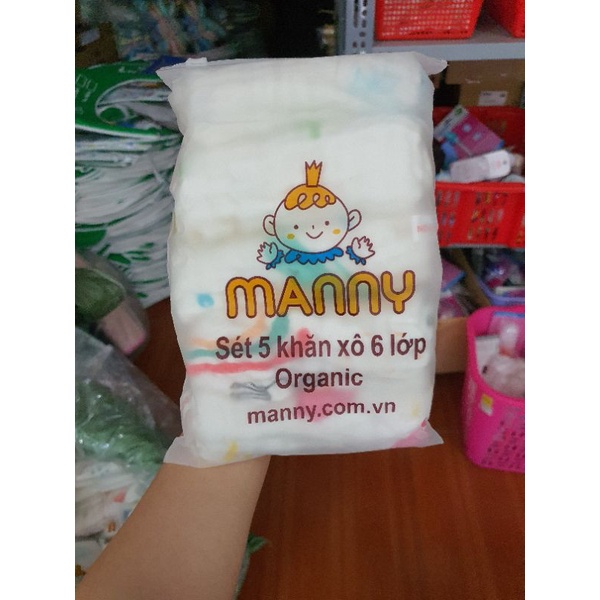 MANNY
Sét 5 khăn xô 6 lớp
Organic
manny.com.vn